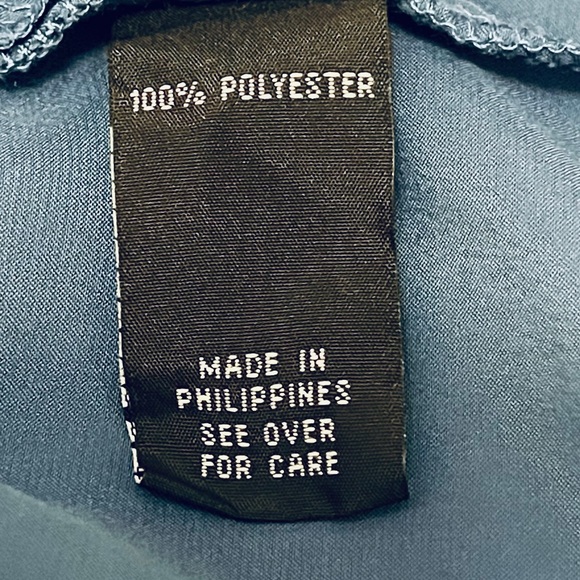 100% POLYESTER
MADE IN
PHILIPPINES
SEE OVER
FOR CARE